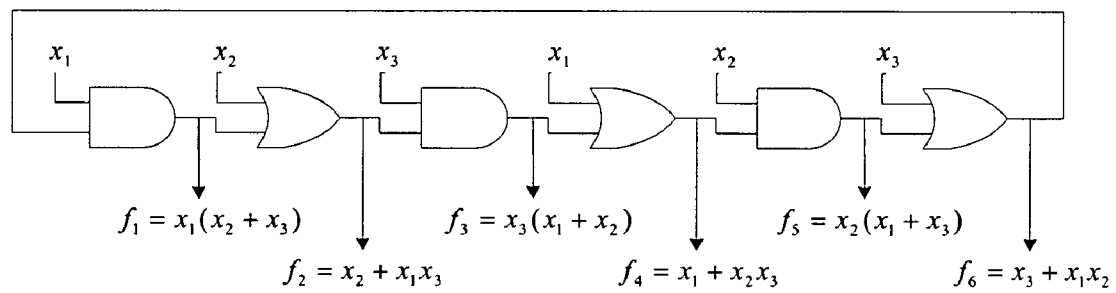 x₁ x₂ x₃ x₁ x₂ x₃
f₁ = x₁(x₂ + x₃) f₃ = x₃(x₁ + x₂) f₅ = x₂(x₁ + x₃)
f₂ = x₂ + x₁x₃ f₄ = x₁ + x₂x₃ f₆ = x₃ + x₁x₂